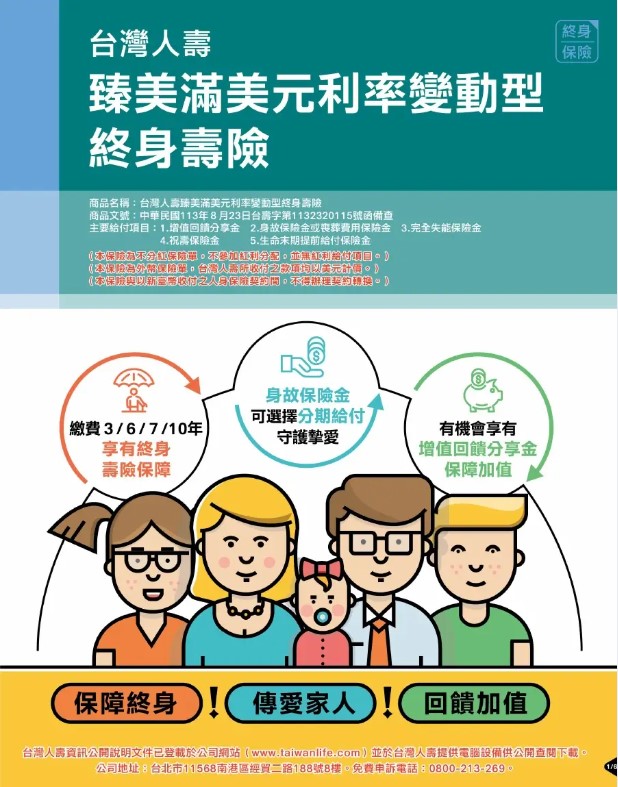 終身
保險
台灣人壽
臻美滿美元利率變動型
終身壽險
商品名稱：台灣人壽臻美滿美元利率變動型終身壽險
商品文號：中華民國113年8月23日台壽字第1132320115號函備查
主要給付項目：1.增值回饋分享金 2.身故保險金或喪葬費用保險金 3.完全失能保險金
4.祝壽保險金 5.生命末期提前給付保險金
(本保險為不分紅保險單，不參加紅利分配，並無紅利給付項目。)
(本保險為外幣保險單，台灣人壽所收付之款項均以美元計價。)
(本保險與以新臺幣收付之人身保險契約間，不得辦理契約轉換。)
繳費3/6/7/10年
享有終身
壽險保障
身故保險金
可選擇分期給付
守護摯愛
有機會享有
增值回饋分享金
保障加值
保障終身！傳愛家人！回饋加值
台灣人壽資訊公開說明文件已登載於公司網站（www.taiwanlife.com）並於台灣人壽提供電腦設備供公開查閱下載。
公司地址：台北市11568南港區經貿二路188號8樓。免費申訴電話：0800-213-269。